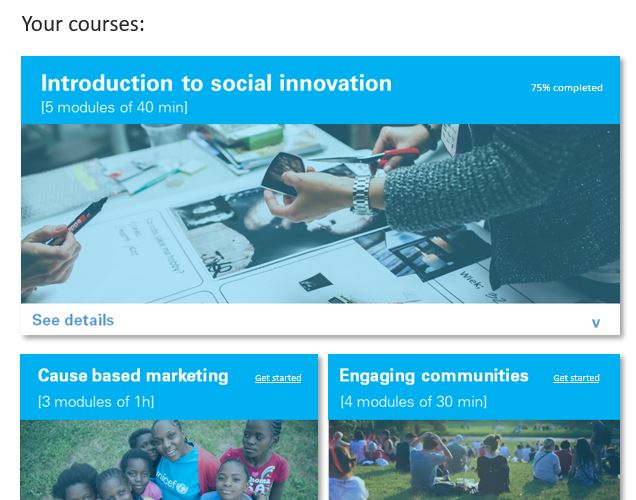 Your courses:
Introduction to social innovation
75% completed
[5 modules of 40 min]
See details
v
Cause based marketing
Get started
[3 modules of 1h]
Engaging communities
Get started
[4 modules of 30 min]
unicef